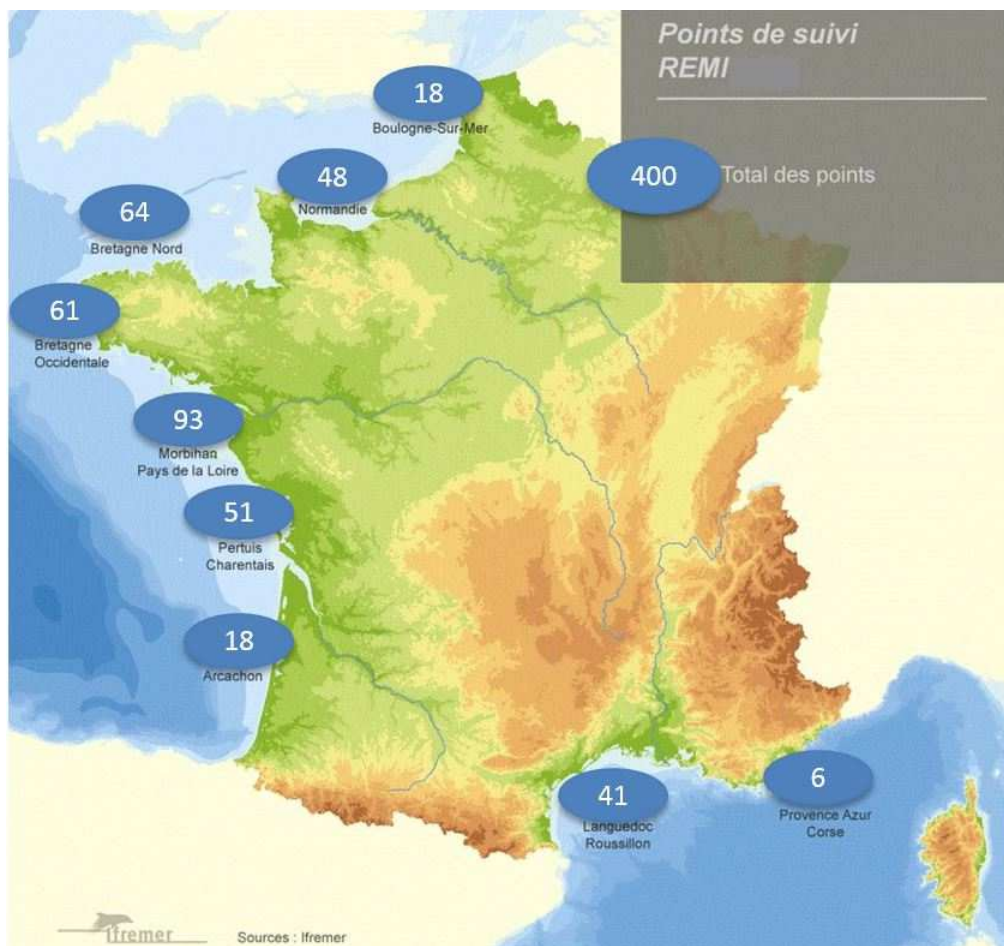 Points de suivi
REMI
400
Total des points
18
Boulogne-Sur-Mer
48
Normandie
64
Bretagne Nord
61
Bretagne
Occidentale
93
Morbihan
Pays de la Loire
51
Pertuis
Charentais
18
Arcachon
41
Languedoc
Roussillon
6
Provence Azur
Corse
Ifremer
Sources : Ifremer